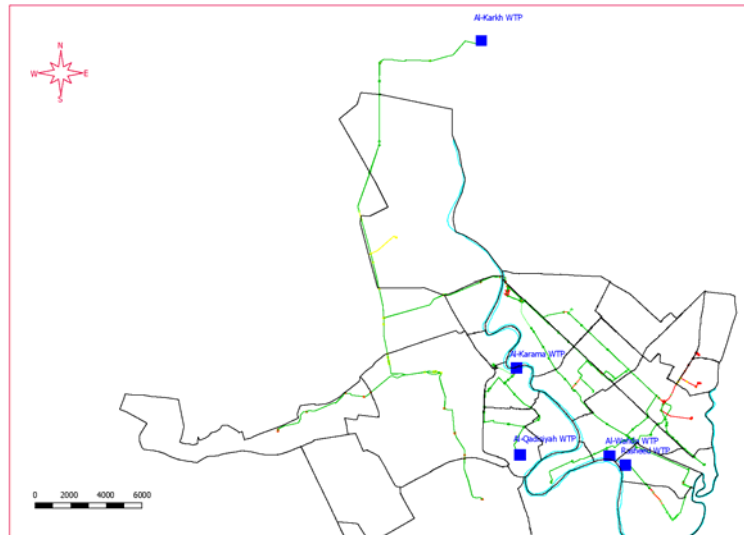 Al-Karkh WTP
N
W E
S
Al-Karama WTP
Al-Qadisiyah WTP
Al-Wahda WTP
Rasheed WTP
0 2000 4000 6000